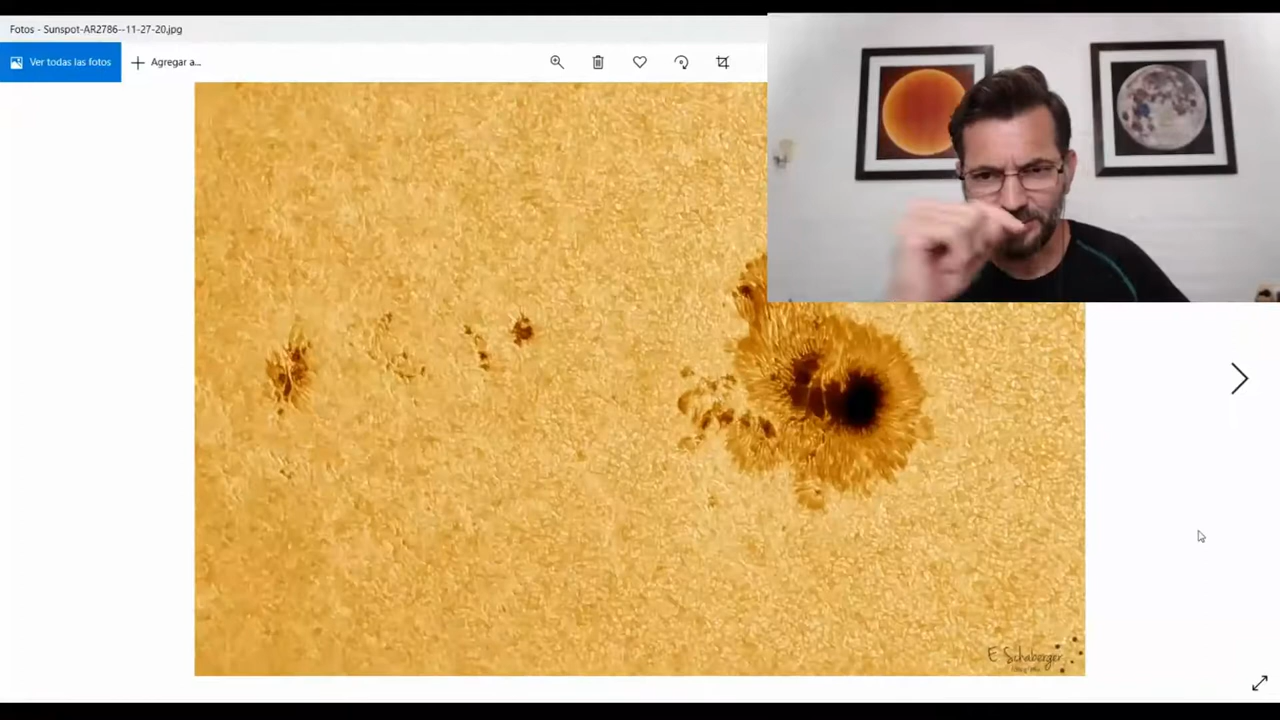 Fotos - Sunspot-AR2786--11-27-20.jpg
Ver todas las fotos
Agregar a...
E Schaberger